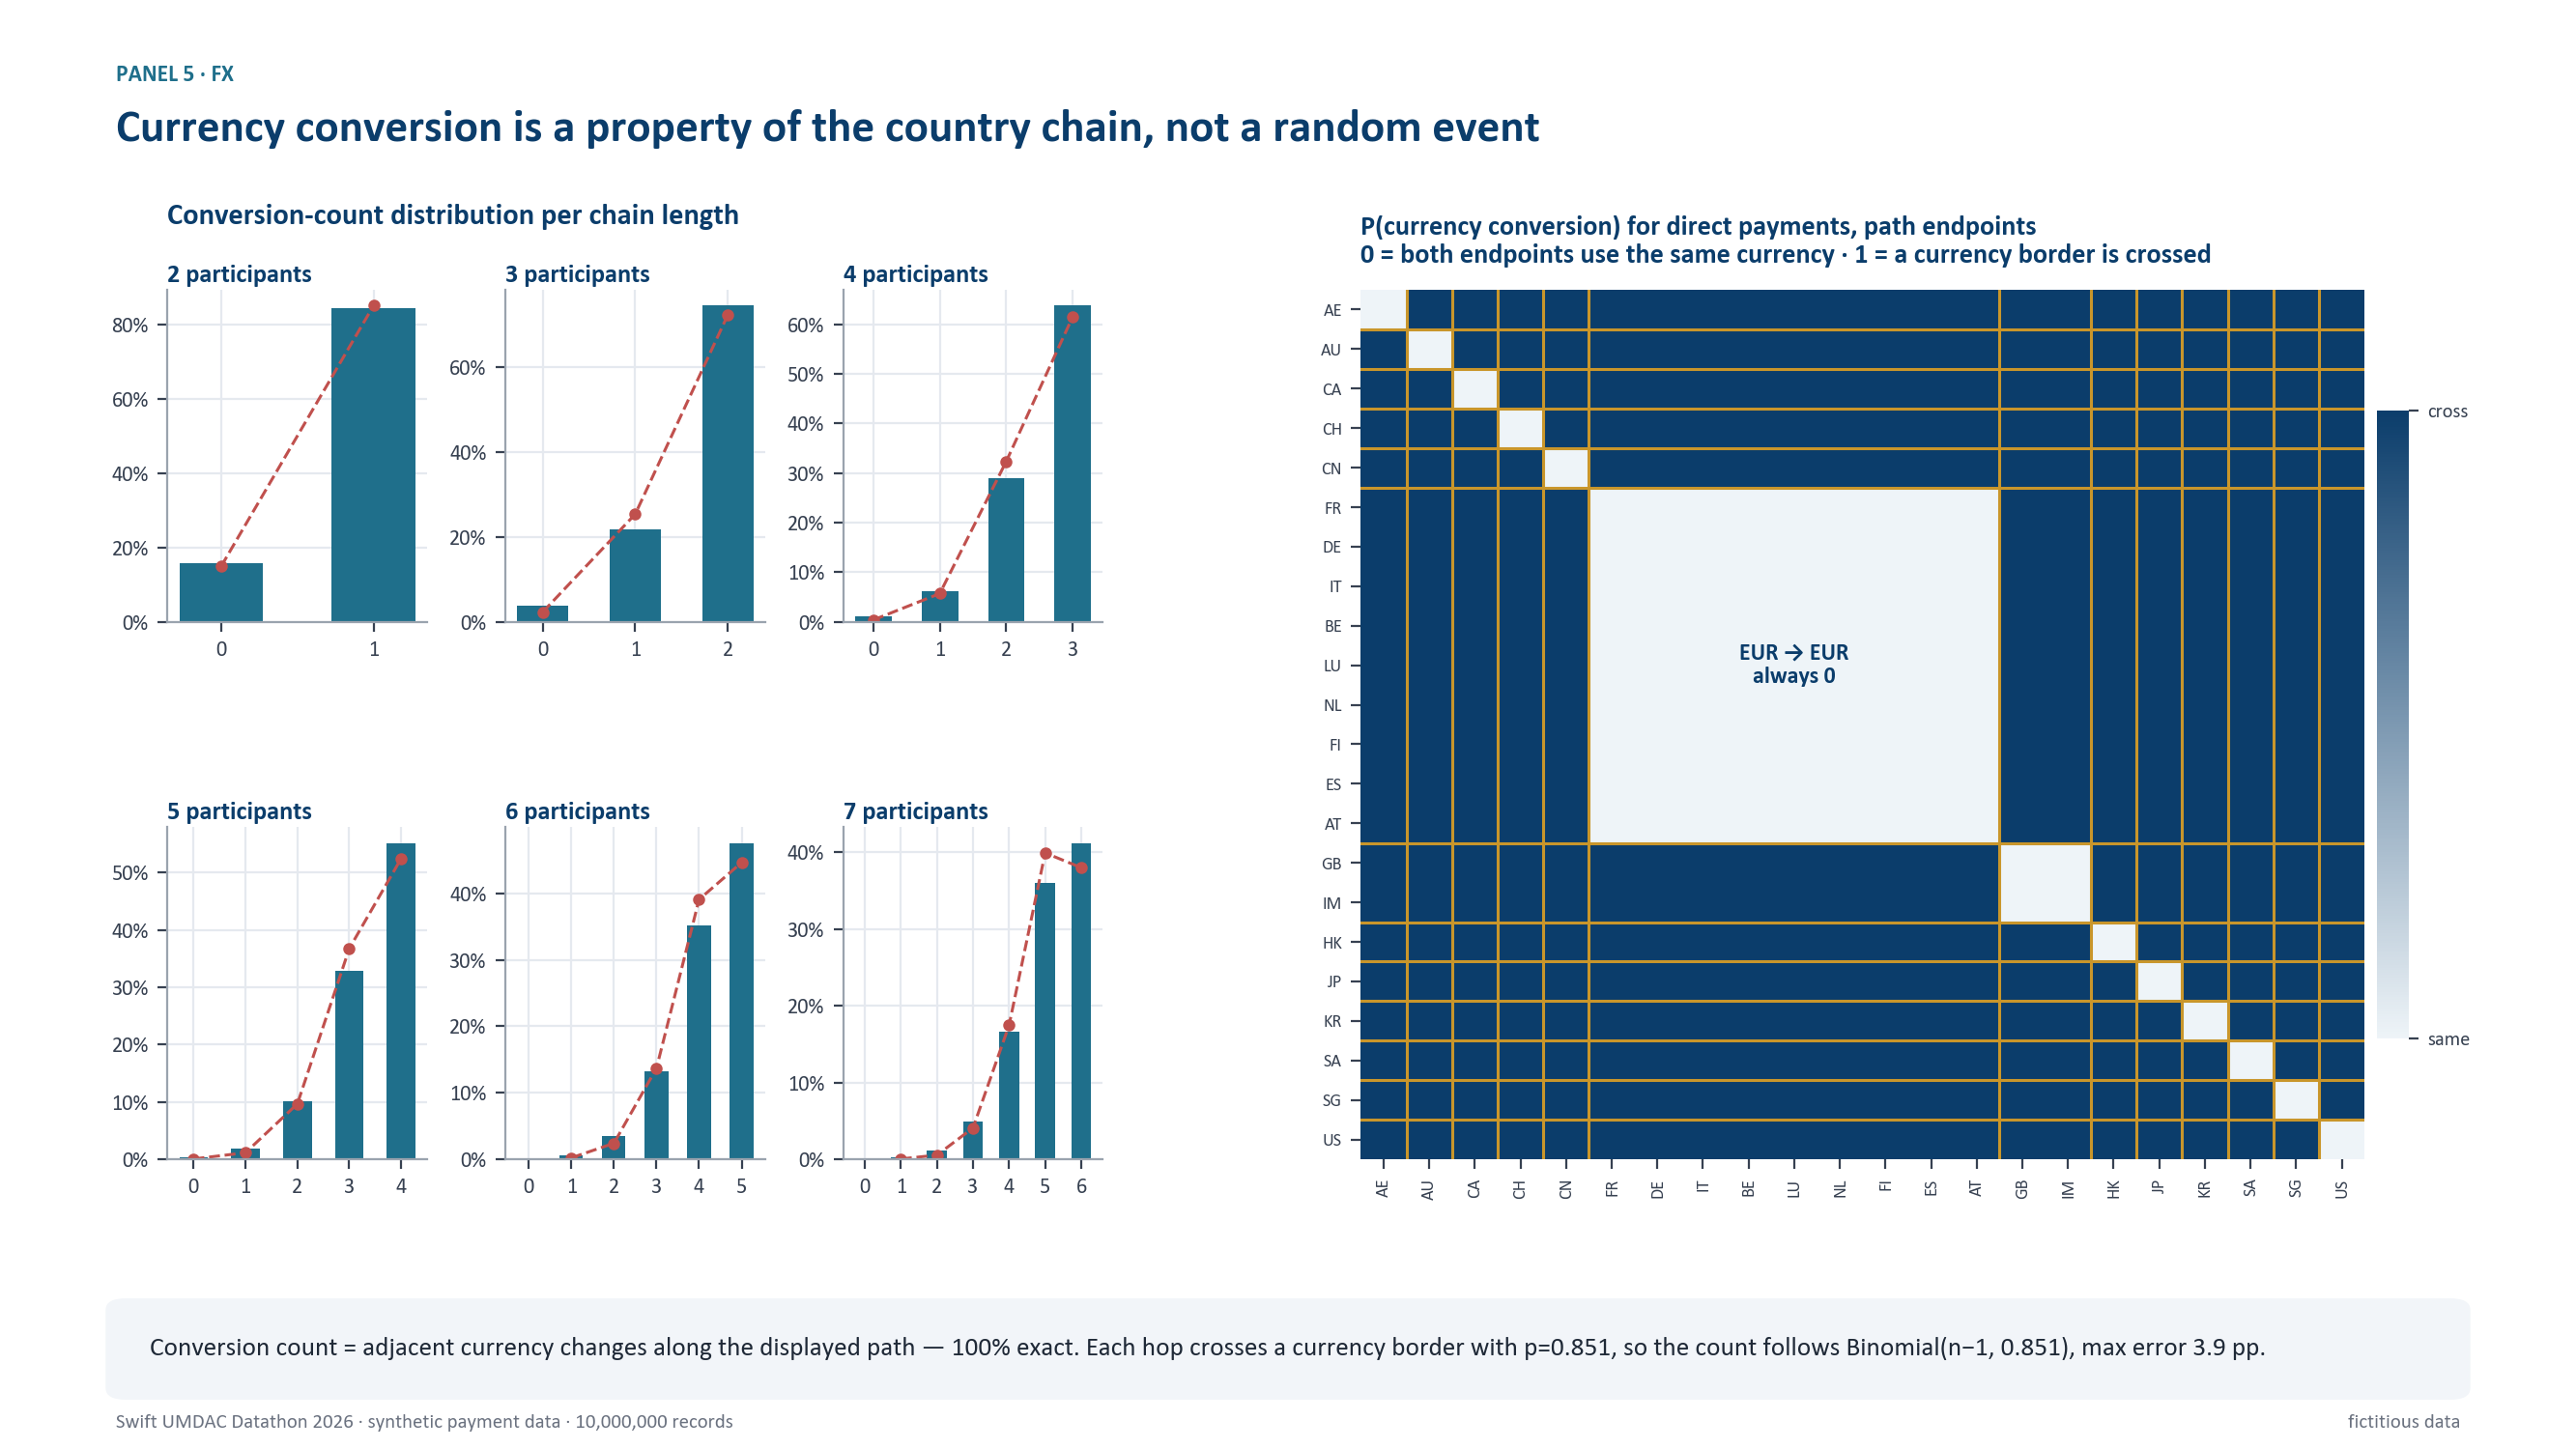 PANEL 5 · FX
Currency conversion is a property of the country chain, not a random event
Conversion-count distribution per chain length
2 participants
80%
60%
40%
20%
0%
0 1
3 participants
60%
40%
20%
0%
0 1 2
4 participants
60%
50%
40%
30%
20%
10%
0%
0 1 2 3
5 participants
50%
40%
30%
20%
10%
0%
0 1 2 3 4
6 participants
40%
30%
20%
10%
0%
0 1 2 3 4 5
7 participants
40%
30%
20%
10%
0%
0 1 2 3 4 5 6
P(currency conversion) for direct payments, path endpoints
0 = both endpoints use the same currency · 1 = a currency border is crossed
AE
AU
CA
CH
CN
FR
DE
IT
BE
LU
NL
FI
ES
AT
GB
IM
HK
JP
KR
SA
SG
US
EUR → EUR
always 0
AE AU CA CH CN FR DE IT BE LU NL FI ES AT GB IM HK JP KR SA SG US
cross
same
Conversion count = adjacent currency changes along the displayed path — 100% exact. Each hop crosses a currency border with p=0.851, so the count follows Binomial(n−1, 0.851), max error 3.9 pp.
Swift UMDAC Datathon 2026 · synthetic payment data · 10,000,000 records
fictitious data